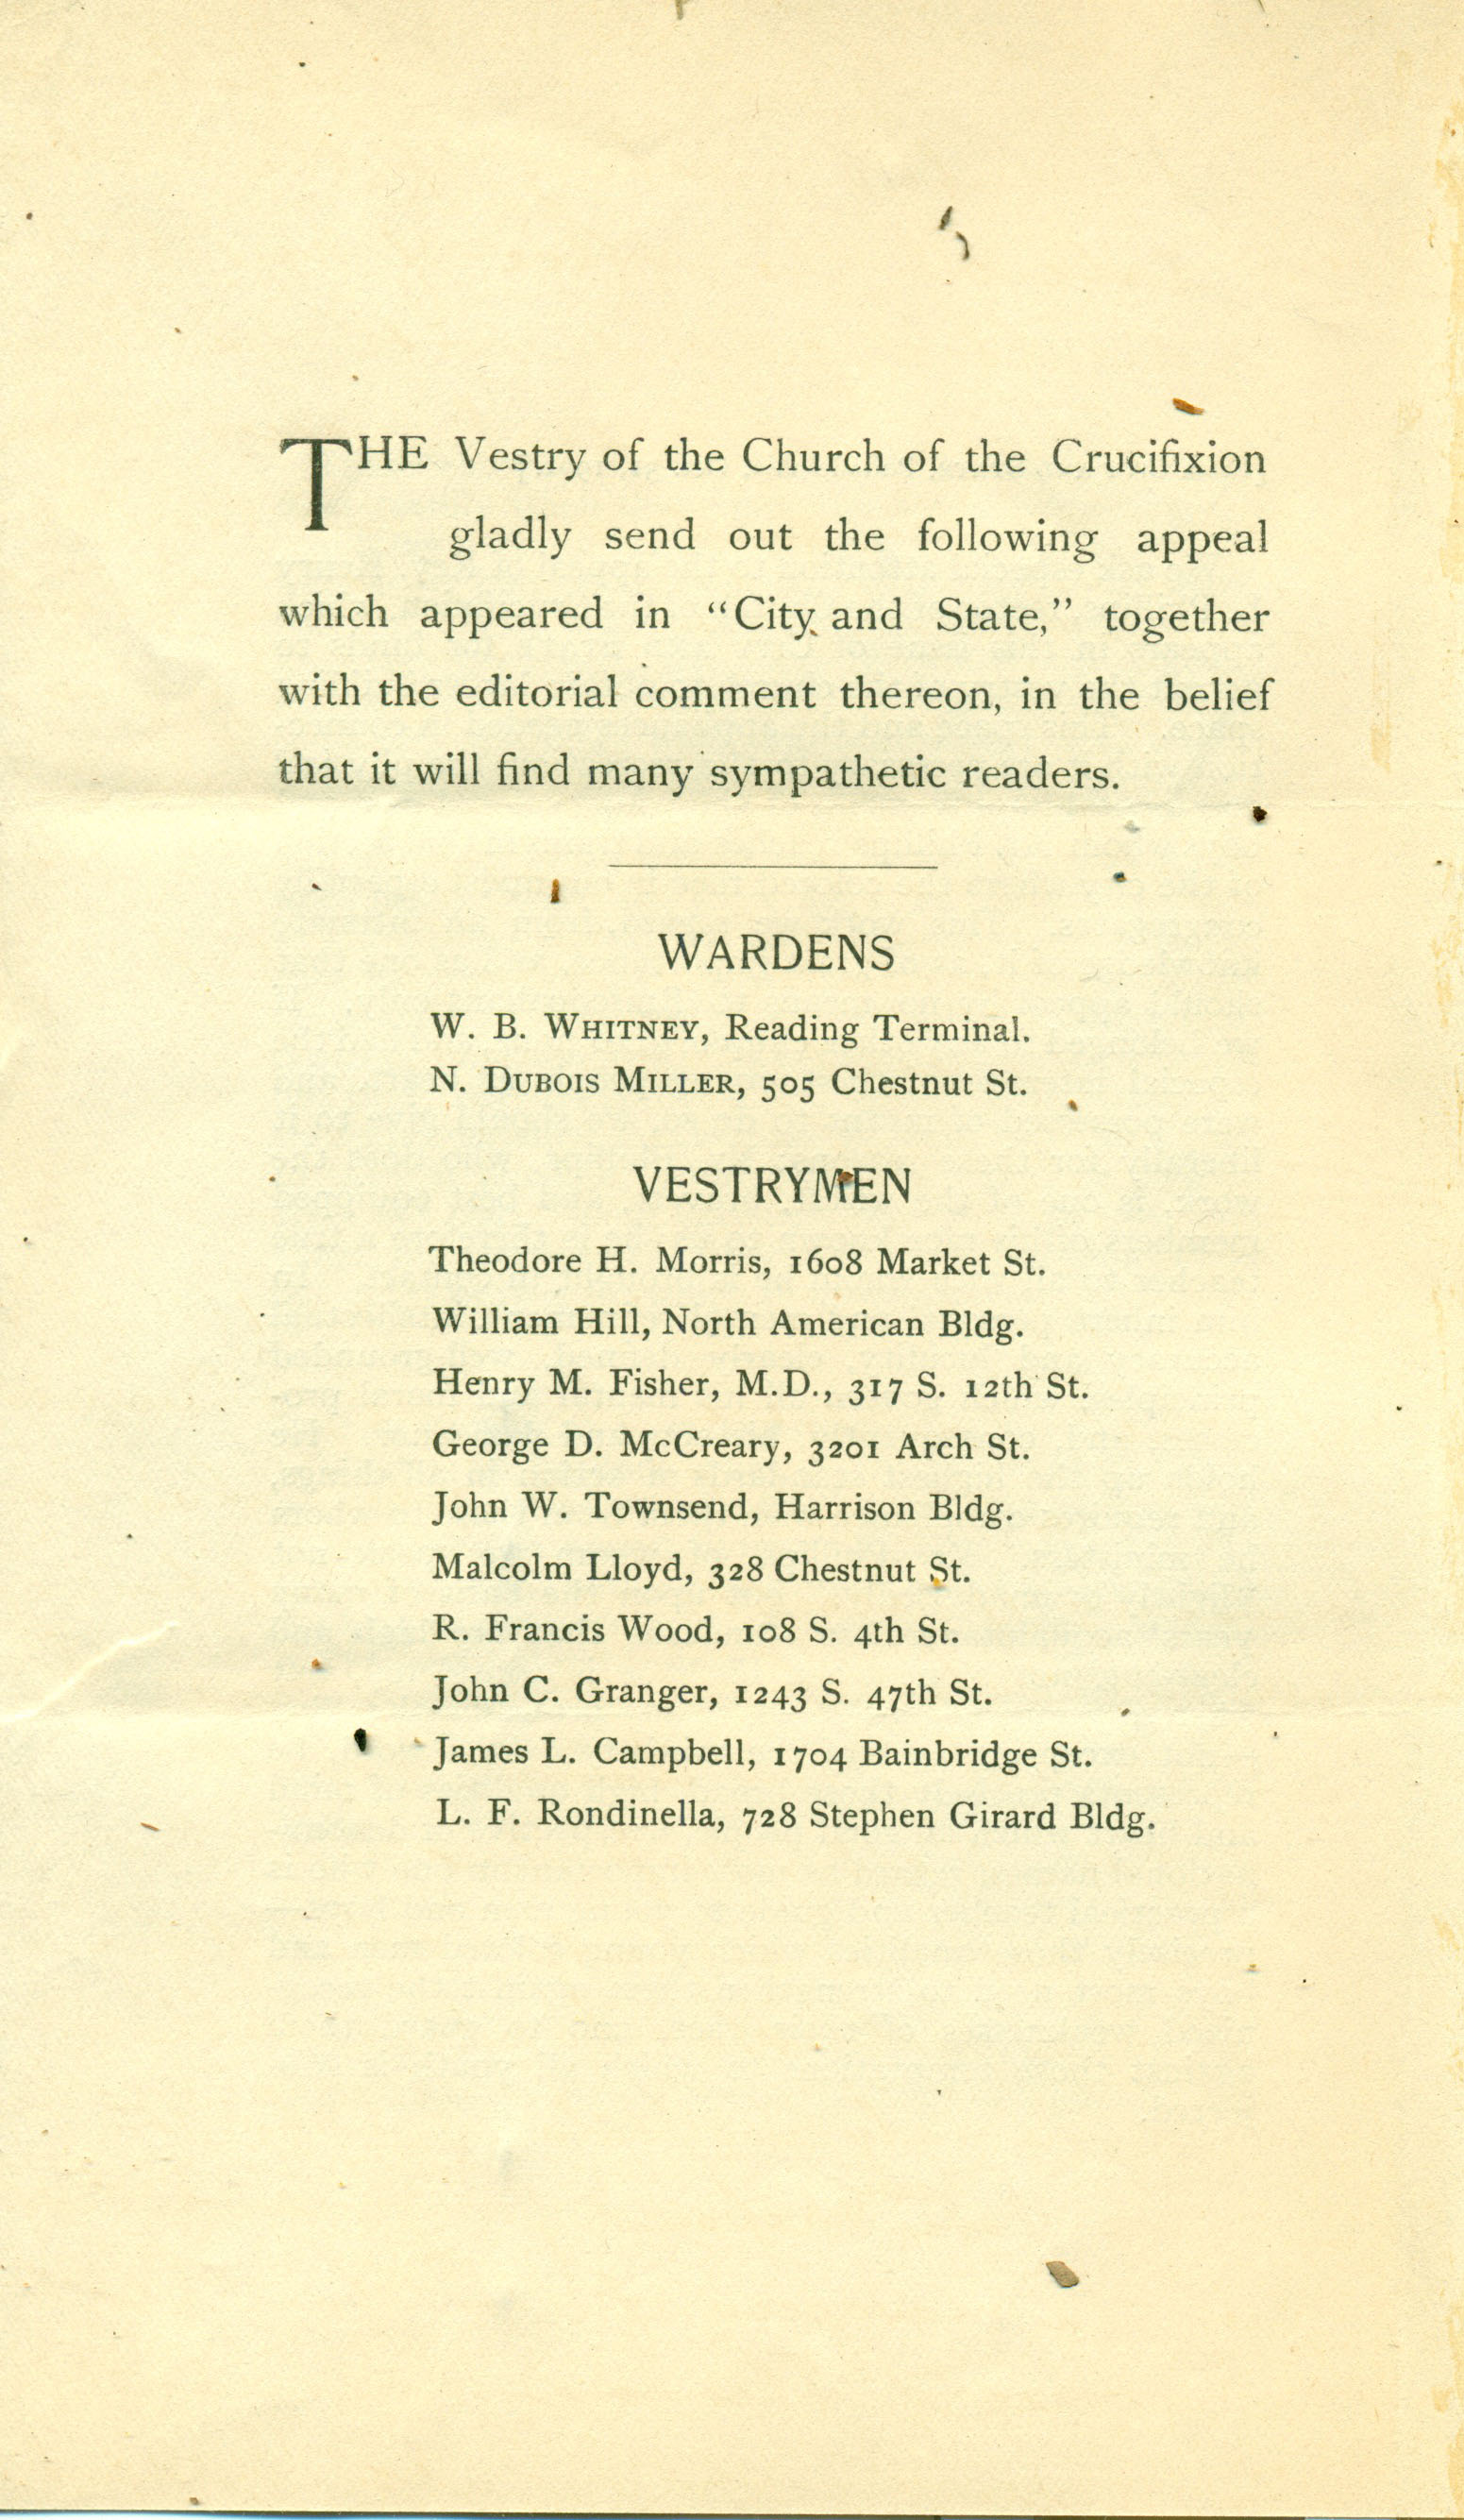 THE Vestry of the Church of the Crucifixion
gladly send out the following appeal
which appeared in “City and State,” together
with the editorial comment thereon, in the belief
that it will find many sympathetic readers.
WARDENS
W. B. WHITNEY, Reading Terminal.
N. DUBOIS MILLER, 505 Chestnut St.
VESTRYMEN
Theodore H. Morris, 1608 Market St.
William Hill, North American Bldg.
Henry M. Fisher, M.D., 317 S. 12th St.
George D. McCreary, 3201 Arch St.
John W. Townsend, Harrison Bldg.
Malcolm Lloyd, 328 Chestnut St.
R. Francis Wood, 108 S. 4th St.
John C. Granger, 1243 S. 47th St.
James L. Campbell, 1704 Bainbridge St.
L. F. Rondinella, 728 Stephen Girard Bldg.